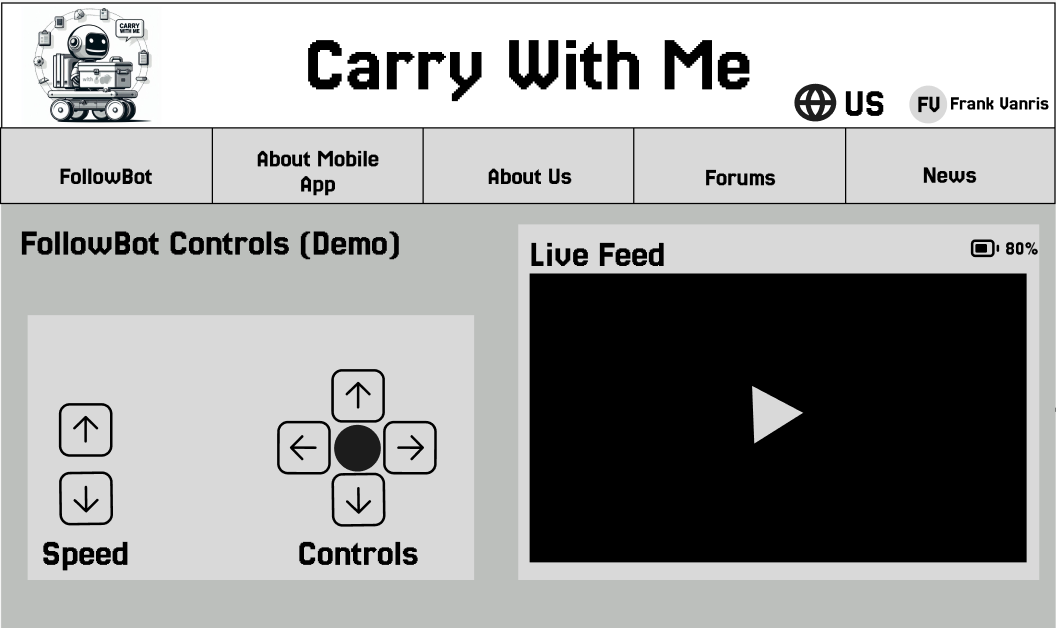 CARRY
WITH ME
with
Carry With Me
US
FV
Frank Vanris
FollowBot
About Mobile
App
About Us
Forums
News
FollowBot Controls (Demo)
Live Feed
80%
Speed
Controls